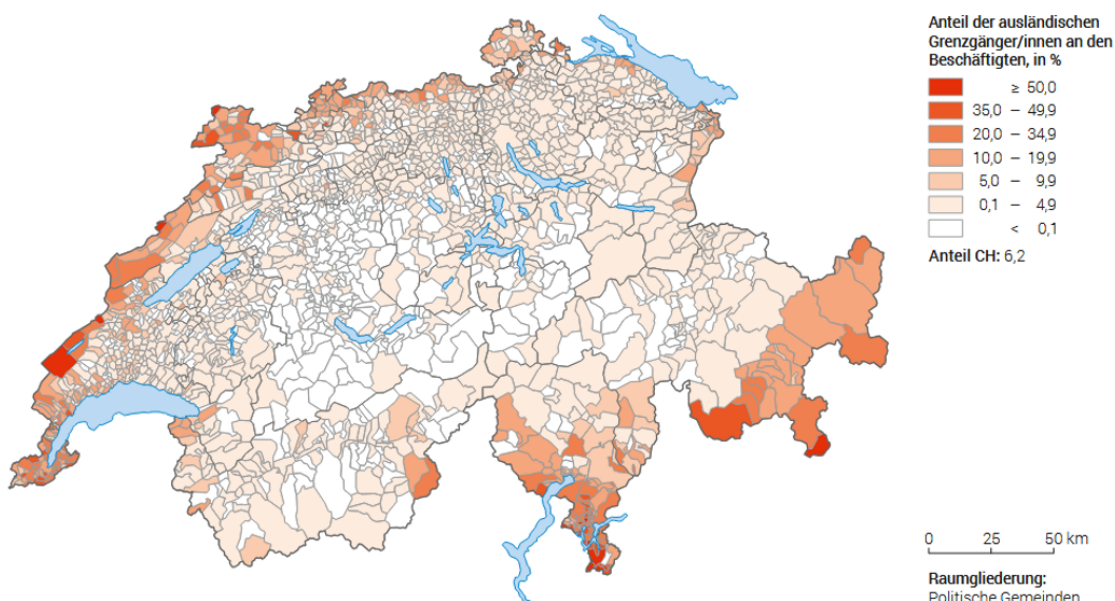 Anteil der ausländischen
Grenzgänger/innen an den
Beschäftigten, in %
≥ 50,0
35,0 – 49,9
20,0 – 34,9
10,0 – 19,9
5,0 – 9,9
0,1 – 4,9
< 0,1
Anteil CH: 6,2
0 25 50 km
Raumgliederung:
Politische Gemeinden